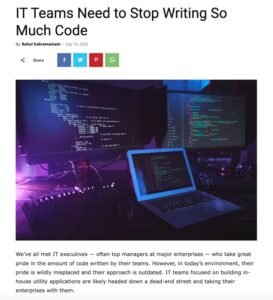 IT Teams Need to Stop Writing So
Much Code
By Rahul Subramaniam - July 13, 2022
Share
We've all met IT executives — often top managers at major enterprises — who take great
pride in the amount of code written by their teams. However, in today's environment, their
pride is wildly misplaced and their approach is outdated. IT teams focused on building in-
house utility applications are likely headed down a dead-end street and taking their
enterprises with them.